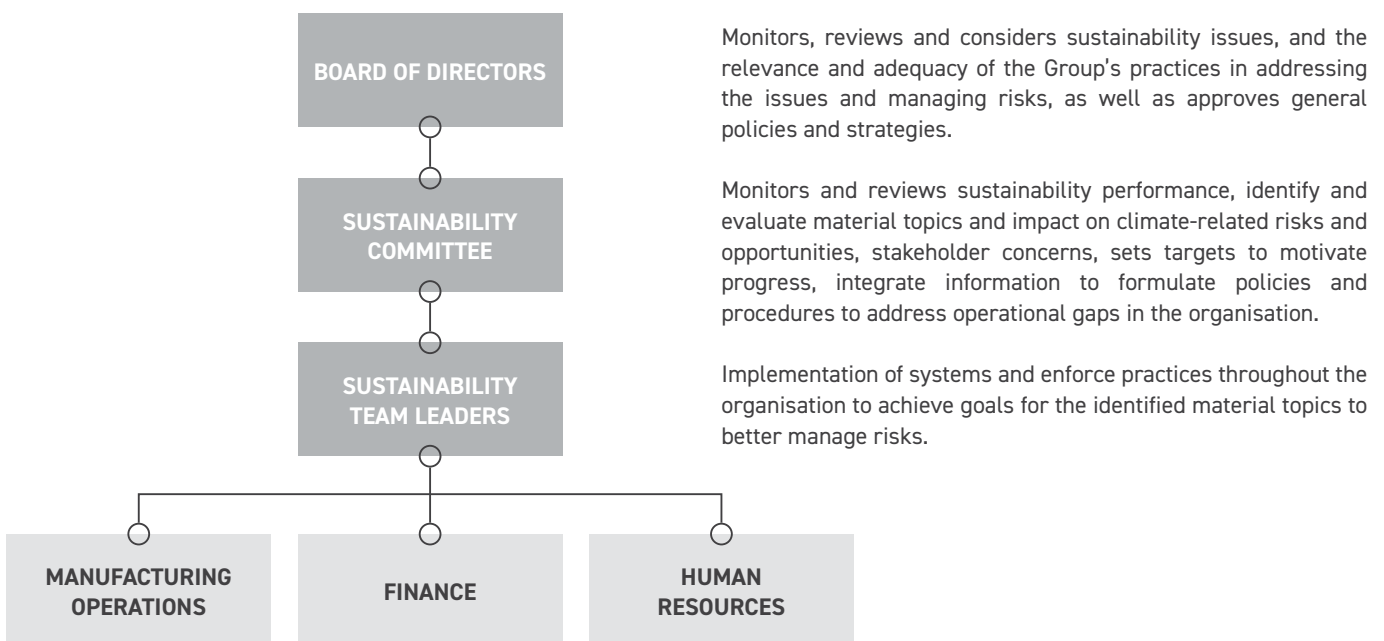 BOARD OF DIRECTORS
Monitors, reviews and considers sustainability issues, and the
relevance and adequacy of the Group's practices in addressing
the issues and managing risks, as well as approves general
policies and strategies.
SUSTAINABILITY
COMMITTEE
Monitors and reviews sustainability performance, identify and
evaluate material topics and impact on climate-related risks and
opportunities, stakeholder concerns, sets targets to motivate
progress, integrate information to formulate policies and
procedures to address operational gaps in the organisation.
SUSTAINABILITY
TEAM LEADERS
Implementation of systems and enforce practices throughout the
organisation to achieve goals for the identified material topics to
better manage risks.
MANUFACTURING
OPERATIONS
FINANCE
HUMAN
RESOURCES